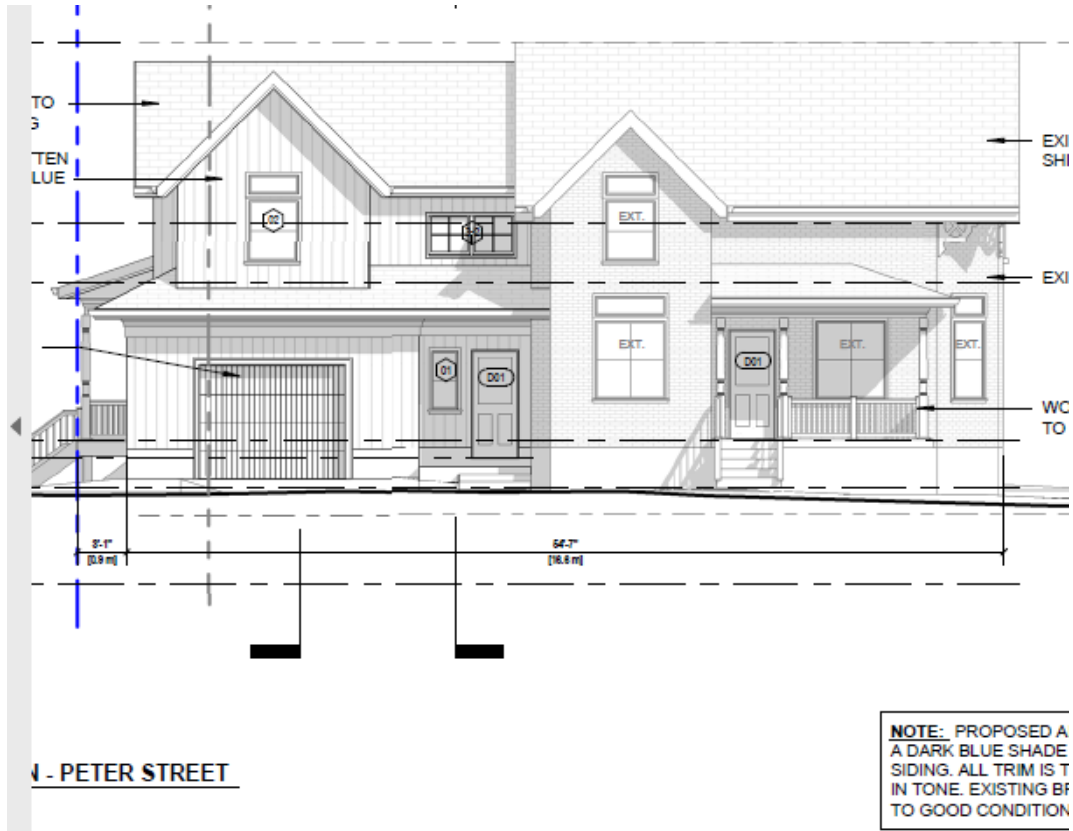 TO
G
TTEN
LUE
02
EXT.
EXI
SHI
EXI
EXT.
EXT.
EXT.
01
D01
D01
WO
TO
3'-1"
[0.9 m]
54'-7"
[16.6 m]
N - PETER STREET
NOTE: PROPOSED A
A DARK BLUE SHADE
SIDING. ALL TRIM IS T
IN TONE. EXISTING BR
TO GOOD CONDITION